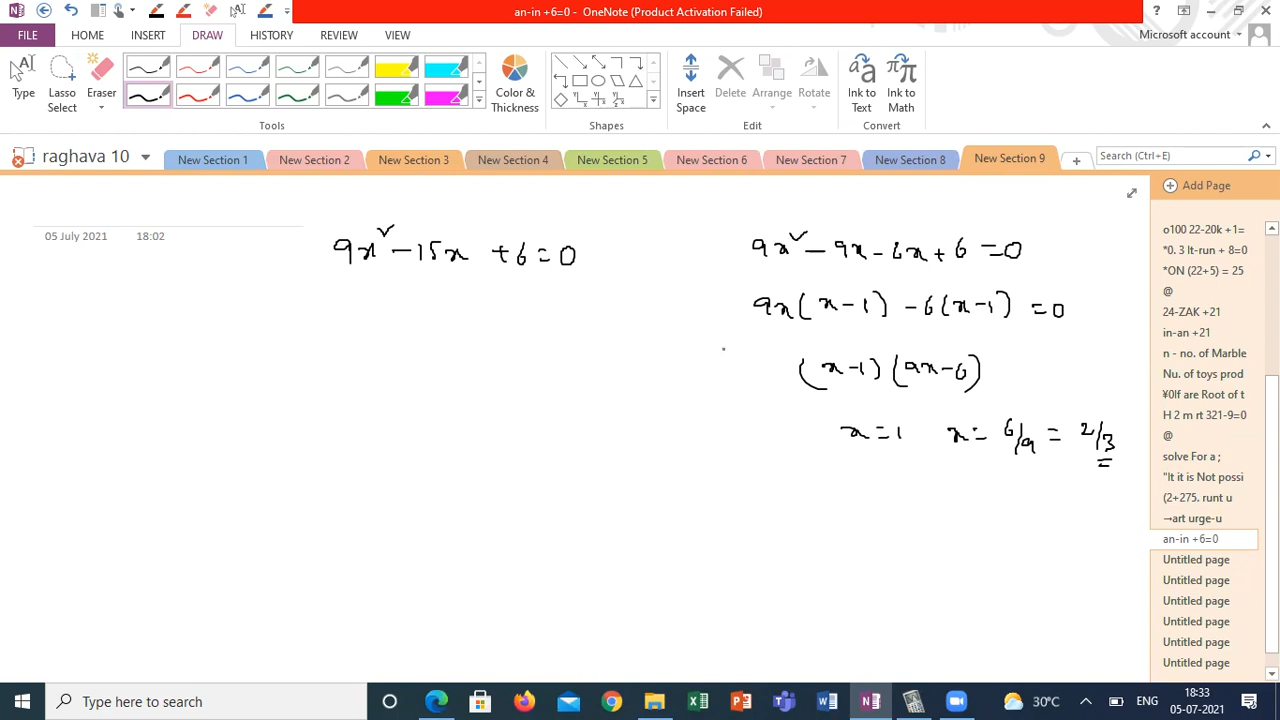 an-in +6=0 - OneNote (Product Activation Failed)
FILE HOME INSERT DRAW HISTORY REVIEW VIEW
Microsoft account
Type Lasso Select Eraser Color & Thickness Insert Space Delete Arrange Rotate Ink to Text Ink to Math
Tools Shapes Edit Convert
raghava 10 New Section 1 New Section 2 New Section 3 New Section 4 New Section 5 New Section 6 New Section 7 New Section 8 New Section 9 Search (Ctrl+E)
Add Page
05 July 2021 18:02
9x² - 15x + 6 = 0
9x² - 9x - 6x + 6 = 0
9x(x-1) - 6(x-1) = 0
(x-1)(9x-6)
x = 1 x = 6/9 = 2/3
o100 22-20k +1=
*0. 3 lt-run + 8=0
*ON (22+5) = 25
@
24-ZAK +21
in-an +21
n - no. of Marble
Nu. of toys prod
¥0lf are Root of t
H 2 m rt 321-9=0
@
solve For a ;
"It it is Not possi
(2+275. runt u
→art urge-u
an-in +6=0
Untitled page
Untitled page
Untitled page
Untitled page
Untitled page
Untitled page
Type here to search
30°C ENG 18:33
05-07-2021